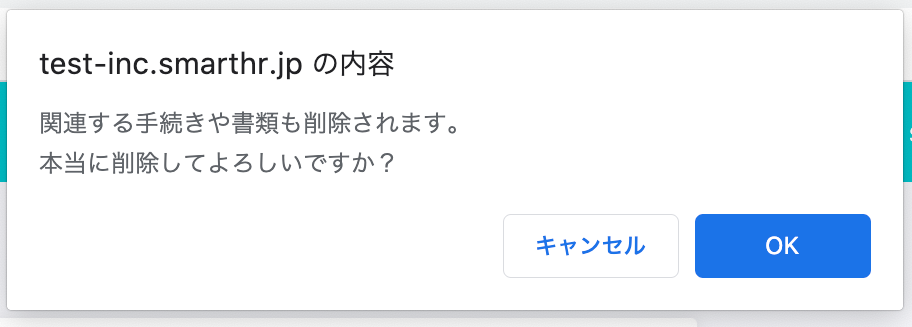 test-inc.smarthr.jp の内容
関連する手続きや書類も削除されます。
本当に削除してよろしいですか？
キャンセル
OK